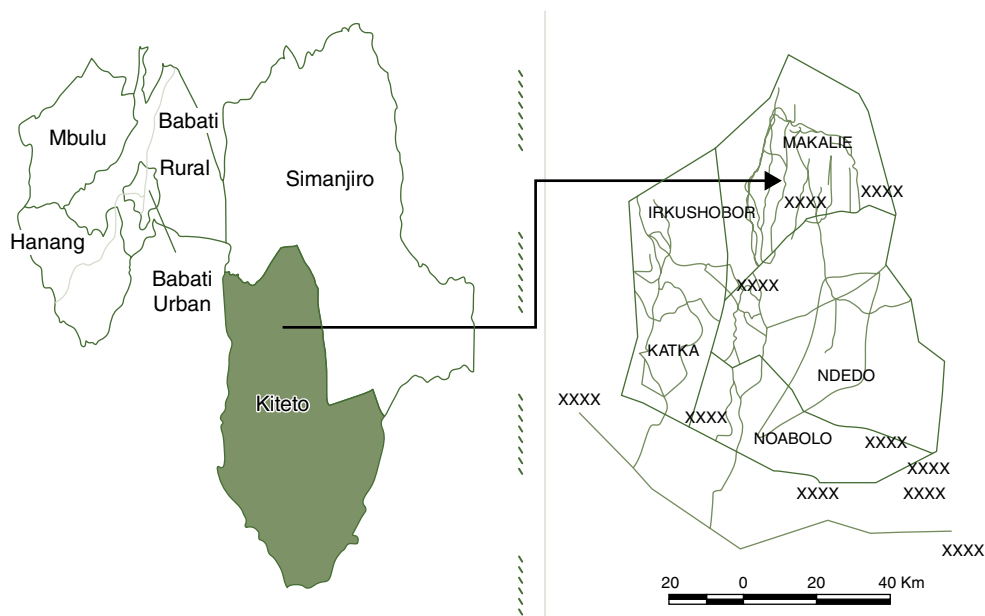 Mbulu
Babati
Rural
Simanjiro
Hanang
Babati
Urban
Kiteto
MAKALIE
XXXX
XXXX
IRKUSHOBOR
XXXX
KATKA
NDEDO
XXXX
XXXX
NOABOLO
XXXX
XXXX
XXXX
XXXX
XXXX
20 0 20 40 Km